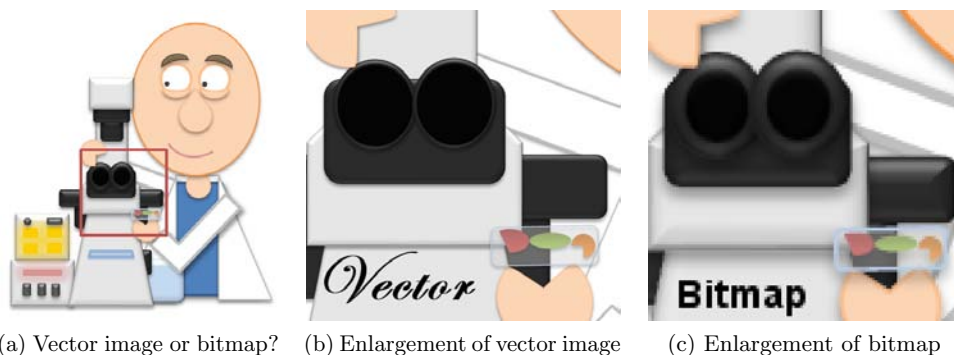 Vector
Bitmap
(a) Vector image or bitmap?
(b) Enlargement of vector image
(c) Enlargement of bitmap